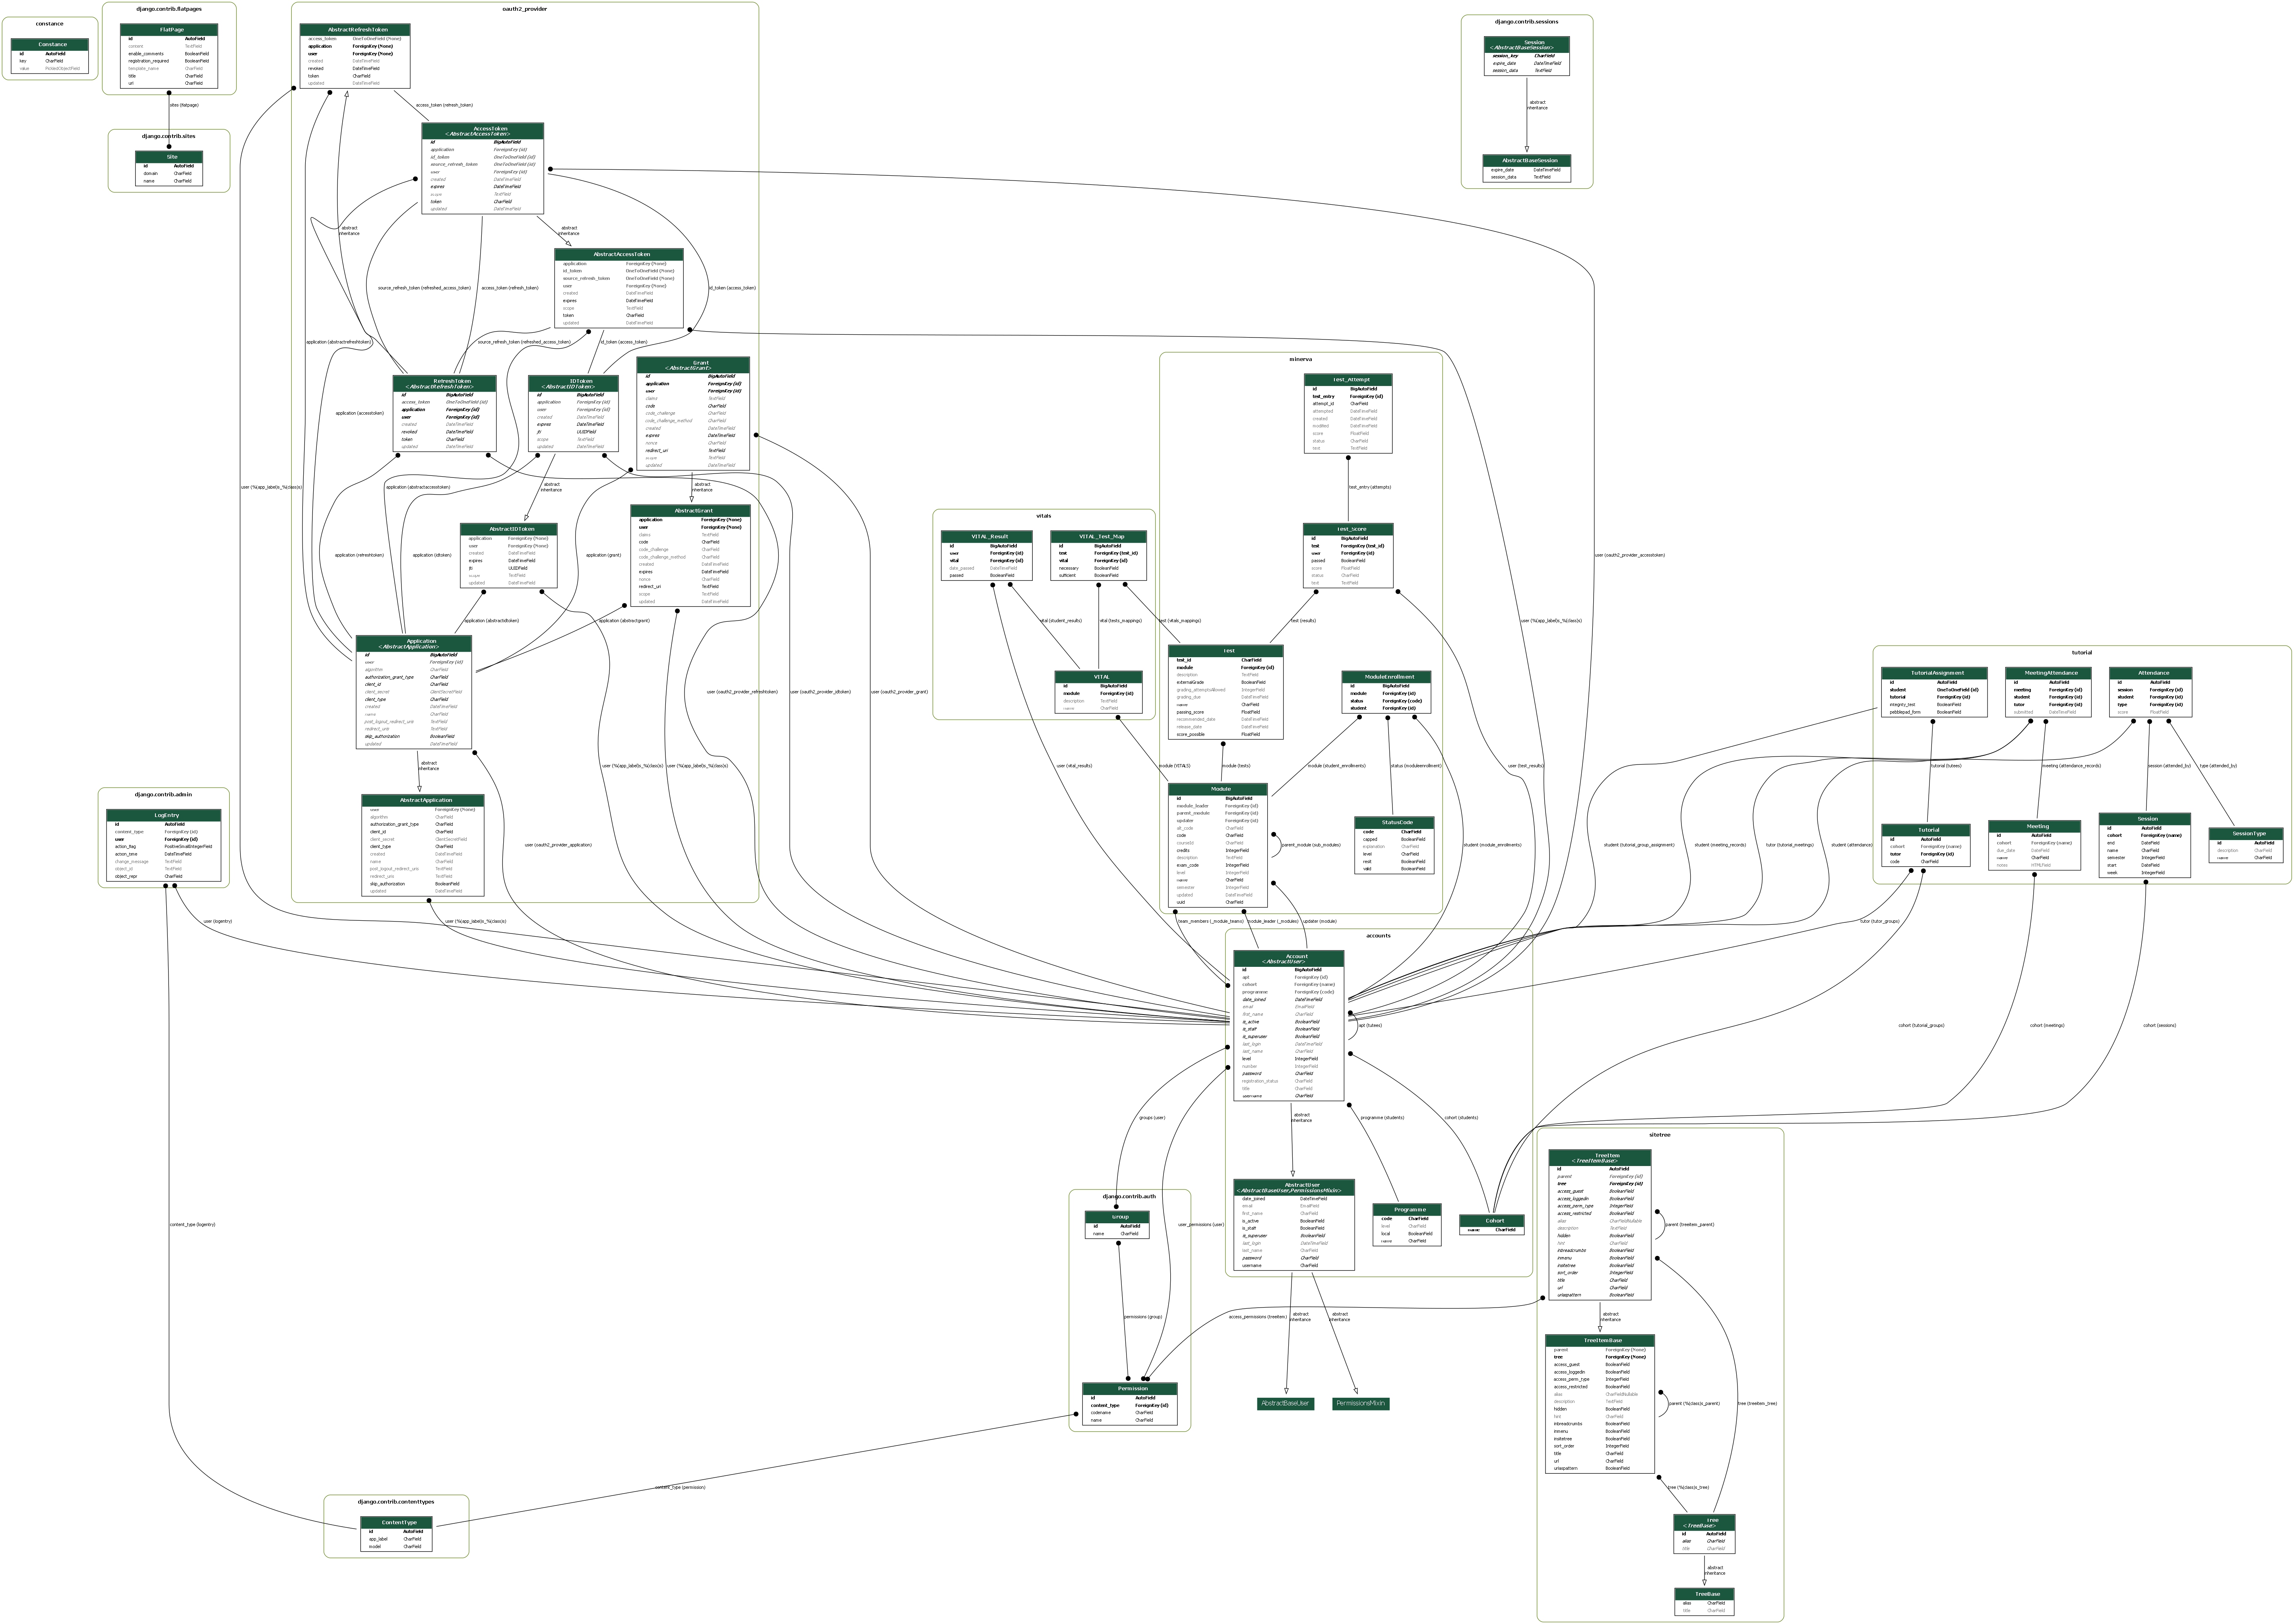 constance
Constance
id AutoField
key CharField
value PickledObjectField
django.contrib.flatpages
FlatPage
id AutoField
content TextField
enable_comments BooleanField
registration_required BooleanField
template_name CharField
title CharField
url CharField
sites (flatpage)
django.contrib.sites
Site
id AutoField
domain CharField
name CharField
oauth2_provider
AbstractRefreshToken
access_token OneToOneField (None)
application ForeignKey (None)
user ForeignKey (None)
created DateTimeField
revoked DateTimeField
token CharField
updated DateTimeField
access_token (refresh_token)
AccessToken
<AbstractAccessToken>
id BigAutoField
application ForeignKey (id)
id_token OneToOneField (id)
source_refresh_token OneToOneField (id)
user ForeignKey (id)
created DateTimeField
expires DateTimeField
scope TextField
token CharField
updated DateTimeField
abstract
inheritance
abstract
inheritance
AbstractAccessToken
application ForeignKey (None)
id_token OneToOneField (None)
source_refresh_token OneToOneField (None)
user ForeignKey (None)
created DateTimeField
expires DateTimeField
scope TextField
token CharField
updated DateTimeField
source_refresh_token (refreshed_access_token)
access_token (refresh_token)
id_token (access_token)
application (abstractrefreshtoken)
source_refresh_token (refreshed_access_token)
id_token (access_token)
RefreshToken
<AbstractRefreshToken>
id BigAutoField
access_token OneToOneField (id)
application ForeignKey (id)
user ForeignKey (id)
created DateTimeField
revoked DateTimeField
token CharField
updated DateTimeField
IDToken
<AbstractIDToken>
id BigAutoField
application ForeignKey (id)
user ForeignKey (id)
created DateTimeField
expires DateTimeField
jti UUIDField
scope TextField
updated DateTimeField
Grant
<AbstractGrant>
id BigAutoField
application ForeignKey (id)
user ForeignKey (id)
claims TextField
code CharField
code_challenge CharField
code_challenge_method CharField
created DateTimeField
expires DateTimeField
nonce CharField
redirect_uri TextField
scope TextField
updated DateTimeField
application (accesstoken)
user (%(app_label)s_%(class)s)
application (abstractaccesstoken)
abstract
inheritance
abstract
inheritance
AbstractIDToken
application ForeignKey (None)
user ForeignKey (None)
created DateTimeField
expires DateTimeField
jti UUIDField
scope TextField
updated DateTimeField
AbstractGrant
application ForeignKey (None)
user ForeignKey (None)
claims TextField
code CharField
code_challenge CharField
code_challenge_method CharField
created DateTimeField
expires DateTimeField
nonce CharField
redirect_uri TextField
scope TextField
updated DateTimeField
application (refreshtoken)
application (idtoken)
application (grant)
application (abstractidtoken)
application (abstractgrant)
Application
<AbstractApplication>
id BigAutoField
user ForeignKey (id)
algorithm CharField
authorization_grant_type CharField
client_id CharField
client_secret ClientSecretField
client_type CharField
created DateTimeField
name CharField
post_logout_redirect_uris TextField
redirect_uris TextField
skip_authorization BooleanField
updated DateTimeField
abstract
inheritance
AbstractApplication
user ForeignKey (None)
algorithm CharField
authorization_grant_type CharField
client_id CharField
client_secret ClientSecretField
client_type CharField
created DateTimeField
name CharField
post_logout_redirect_uris TextField
redirect_uris TextField
skip_authorization BooleanField
updated DateTimeField
user (oauth2_provider_refreshtoken)
user (oauth2_provider_idtoken)
user (oauth2_provider_grant)
user (%(app_label)s_%(class)s)
user (%(app_label)s_%(class)s)
user (oauth2_provider_application)
user (%(app_label)s_%(class)s)
django.contrib.sessions
Session
<AbstractBaseSession>
session_key CharField
expire_date DateTimeField
session_data TextField
abstract
inheritance
AbstractBaseSession
expire_date DateTimeField
session_data TextField
minerva
Test_Attempt
id BigAutoField
test_entry ForeignKey (id)
attempt_id CharField
attempted DateTimeField
created DateTimeField
modified DateTimeField
score FloatField
status CharField
text TextField
test_entry (attempts)
Test_Score
id BigAutoField
test ForeignKey (test_id)
user ForeignKey (id)
passed BooleanField
score FloatField
status CharField
text TextField
user (oauth2_provider_accesstoken)
user (%(app_label)s_%(class)s)
vitals
VITAL_Result
id BigAutoField
user ForeignKey (id)
vital ForeignKey (id)
date_passed DateTimeField
passed BooleanField
VITAL_Test_Map
id BigAutoField
test ForeignKey (test_id)
vital ForeignKey (id)
necessary BooleanField
sufficient BooleanField
vital (student_results)
vital (tests_mappings)
test (vitals_mappings)
test (results)
VITAL
id BigAutoField
module ForeignKey (id)
description TextField
name CharField
Test
test_id CharField
module ForeignKey (id)
description TextField
externalGrade BooleanField
grading_attemptsAllowed IntegerField
grading_due DateTimeField
name CharField
passing_score FloatField
recommended_date DateTimeField
release_date DateTimeField
score_possible FloatField
ModuleEnrollment
id BigAutoField
module ForeignKey (id)
status ForeignKey (code)
student ForeignKey (id)
user (vital_results)
module (VITALS)
module (tests)
module (student_enrollments)
status (moduleenrollment)
user (test_results)
Module
id BigAutoField
module_leader ForeignKey (id)
parent_module ForeignKey (id)
updater ForeignKey (id)
alt_code CharField
code CharField
courseId CharField
credits IntegerField
description TextField
exam_code IntegerField
level IntegerField
name CharField
semester IntegerField
updated DateTimeField
uuid CharField
parent_module (sub_modules)
StatusCode
code CharField
capped BooleanField
explanation CharField
level CharField
resit BooleanField
valid BooleanField
student (module_enrollments)
team_members (_module_teams)
module_leader (_modules)
updater (module)
tutorial
TutorialAssignment
id AutoField
student OneToOneField (id)
tutorial ForeignKey (id)
integrity_test BooleanField
pebblepad_form BooleanField
MeetingAttendance
id AutoField
meeting ForeignKey (id)
student ForeignKey (id)
tutor ForeignKey (id)
submitted DateTimeField
Attendance
id AutoField
session ForeignKey (id)
student ForeignKey (id)
type ForeignKey (id)
score FloatField
tutorial (tutees)
meeting (attendance_records)
session (attended_by)
type (attended_by)
Tutorial
id AutoField
cohort ForeignKey (name)
tutor ForeignKey (id)
code CharField
Meeting
id AutoField
cohort ForeignKey (name)
due_date DateField
name CharField
notes HTMLField
Session
id AutoField
cohort ForeignKey (name)
end DateField
name CharField
semester IntegerField
start DateField
week IntegerField
SessionType
id AutoField
description CharField
name CharField
student (tutorial_group_assignment)
student (meeting_records)
tutor (tutorial_meetings)
student (attendance)
tutor (tutor_groups)
cohort (tutorial_groups)
cohort (meetings)
cohort (sessions)
django.contrib.admin
LogEntry
id AutoField
content_type ForeignKey (id)
user ForeignKey (id)
action_flag PositiveSmallIntegerField
action_time DateTimeField
change_message TextField
object_id TextField
object_repr CharField
user (logentry)
content_type (logentry)
accounts
Account
<AbstractUser>
id BigAutoField
apt ForeignKey (id)
cohort ForeignKey (name)
programme ForeignKey (code)
date_joined DateTimeField
email EmailField
first_name CharField
is_active BooleanField
is_staff BooleanField
is_superuser BooleanField
last_login DateTimeField
last_name CharField
level IntegerField
number IntegerField
password CharField
registration_status CharField
title CharField
username CharField
apt (tutees)
groups (user)
abstract
inheritance
programme (students)
cohort (students)
AbstractUser
<AbstractBaseUser,PermissionsMixin>
date_joined DateTimeField
email EmailField
first_name CharField
is_active BooleanField
is_staff BooleanField
is_superuser BooleanField
last_login DateTimeField
last_name CharField
password CharField
username CharField
Programme
code CharField
level CharField
local BooleanField
name CharField
Cohort
name CharField
user_permissions (user)
abstract
inheritance
abstract
inheritance
AbstractBaseUser
PermissionsMixin
django.contrib.auth
Group
id AutoField
name CharField
permissions (group)
access_permissions (treeitem)
Permission
id AutoField
content_type ForeignKey (id)
codename CharField
name CharField
content_type (permission)
django.contrib.contenttypes
ContentType
id AutoField
app_label CharField
model CharField
sitetree
TreeItem
<TreeItemBase>
id AutoField
parent ForeignKey (id)
tree ForeignKey (id)
access_guest BooleanField
access_loggedin BooleanField
access_perm_type IntegerField
access_restricted BooleanField
alias CharFieldNullable
description TextField
hidden BooleanField
hint CharField
inbreadcrumbs BooleanField
inmenu BooleanField
insitetree BooleanField
sort_order IntegerField
title CharField
url CharField
urlaspattern BooleanField
parent (treeitem_parent)
abstract
inheritance
TreeItemBase
parent ForeignKey (None)
tree ForeignKey (None)
access_guest BooleanField
access_loggedin BooleanField
access_perm_type IntegerField
access_restricted BooleanField
alias CharFieldNullable
description TextField
hidden BooleanField
hint CharField
inbreadcrumbs BooleanField
inmenu BooleanField
insitetree BooleanField
sort_order IntegerField
title CharField
url CharField
urlaspattern BooleanField
parent (%(class)s_parent)
tree (treeitem_tree)
tree (%(class)s_tree)
Tree
<TreeBase>
id AutoField
alias CharField
title CharField
abstract
inheritance
TreeBase
alias CharField
title CharField